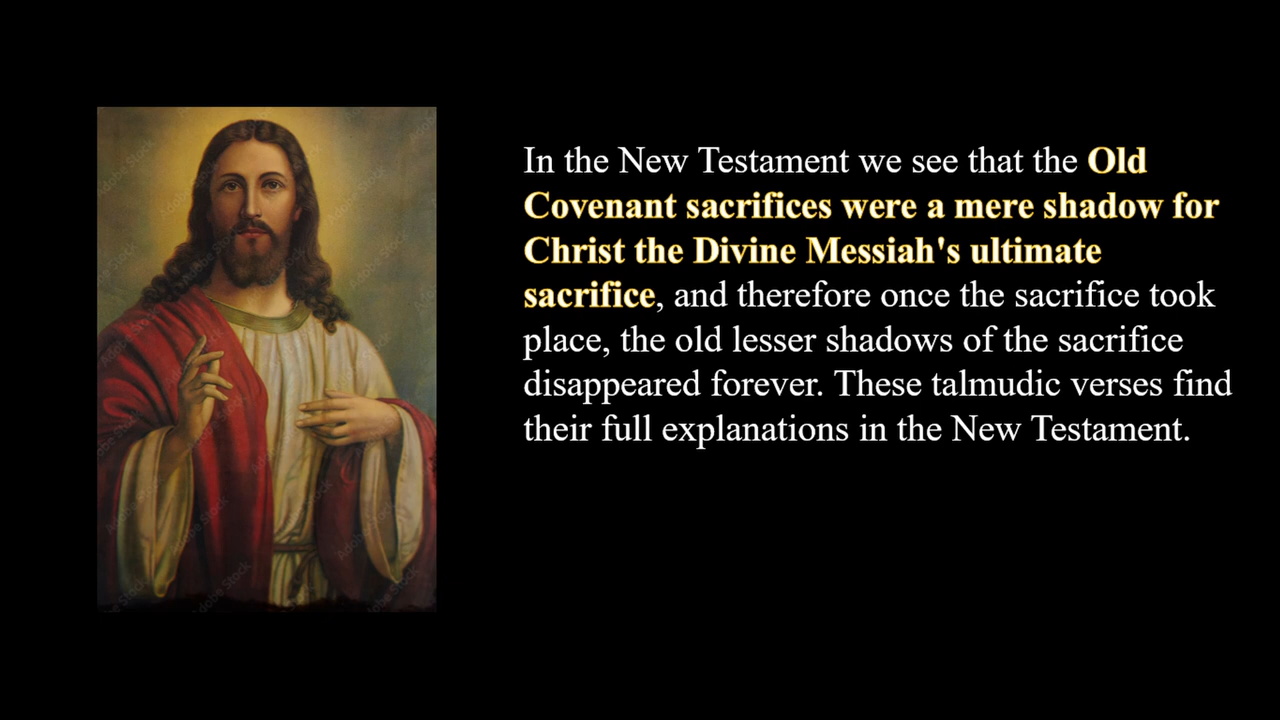 In the New Testament we see that the Old
Covenant sacrifices were a mere shadow for
Christ the Divine Messiah's ultimate
sacrifice, and therefore once the sacrifice took
place, the old lesser shadows of the sacrifice
disappeared forever. These talmudic verses find
their full explanations in the New Testament.